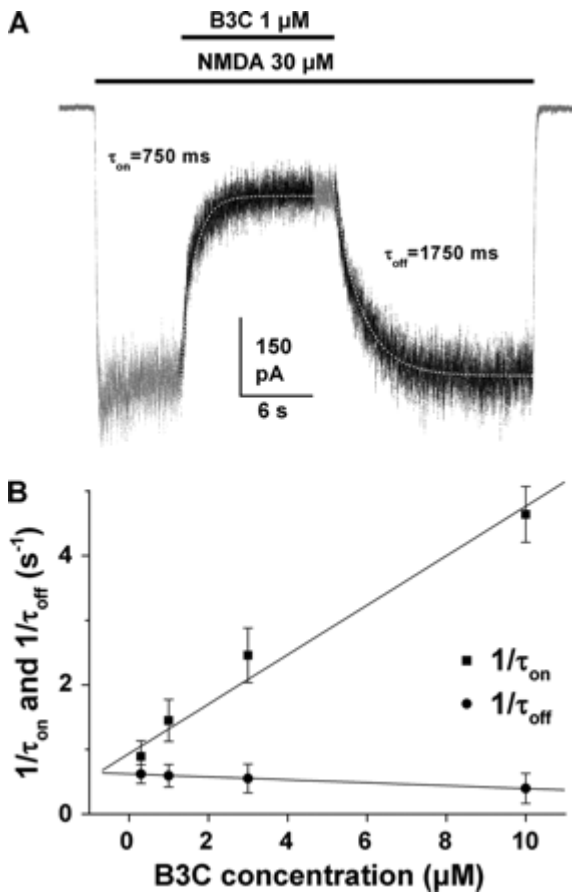 A
B3C 1 µM
NMDA 30 µM
τon=750 ms
τoff=1750 ms
150
pA
6 s
B
1/τon and 1/τoff (s-1)
4
2
0
1/τon
1/τoff
0 2 4 6 8 10
B3C concentration (µM)